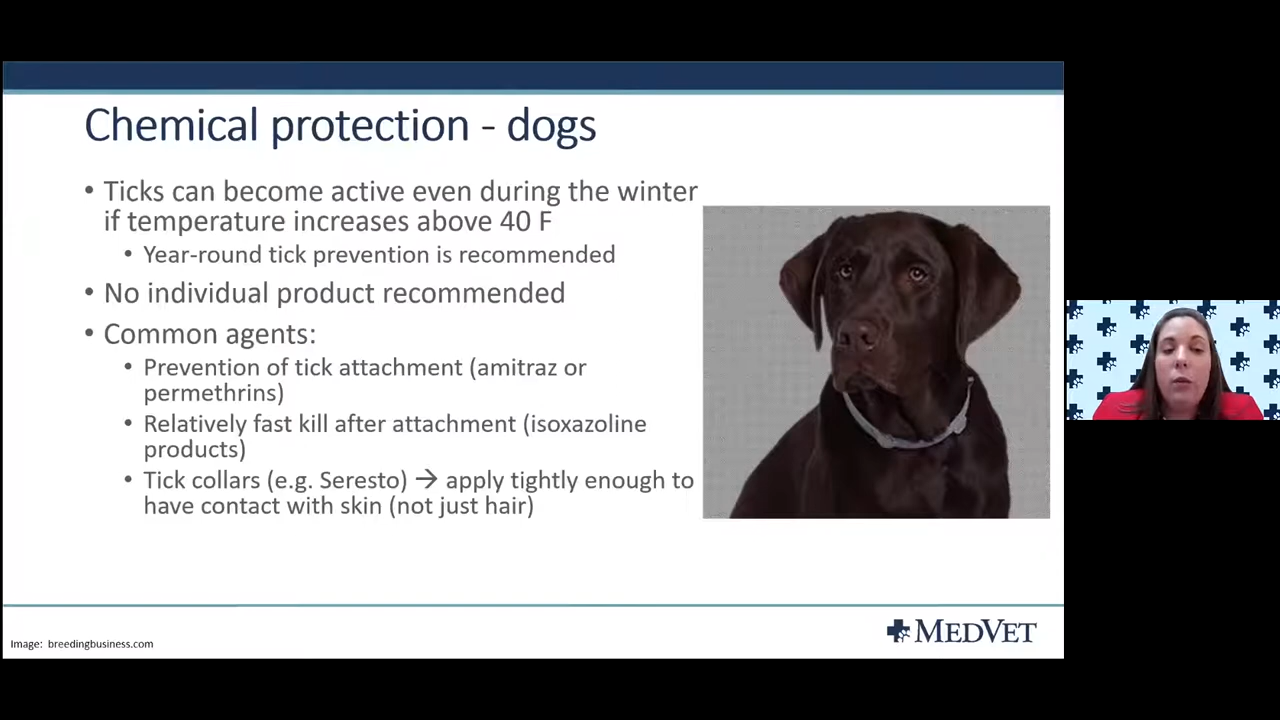 Chemical protection - dogs
• Ticks can become active even during the winter
if temperature increases above 40 F
• Year-round tick prevention is recommended
• No individual product recommended
• Common agents:
• Prevention of tick attachment (amitraz or
permethrins)
• Relatively fast kill after attachment (isoxazoline
products)
• Tick collars (e.g. Seresto) → apply tightly enough to
have contact with skin (not just hair)
Image: breedingbusiness.com
MEDVET